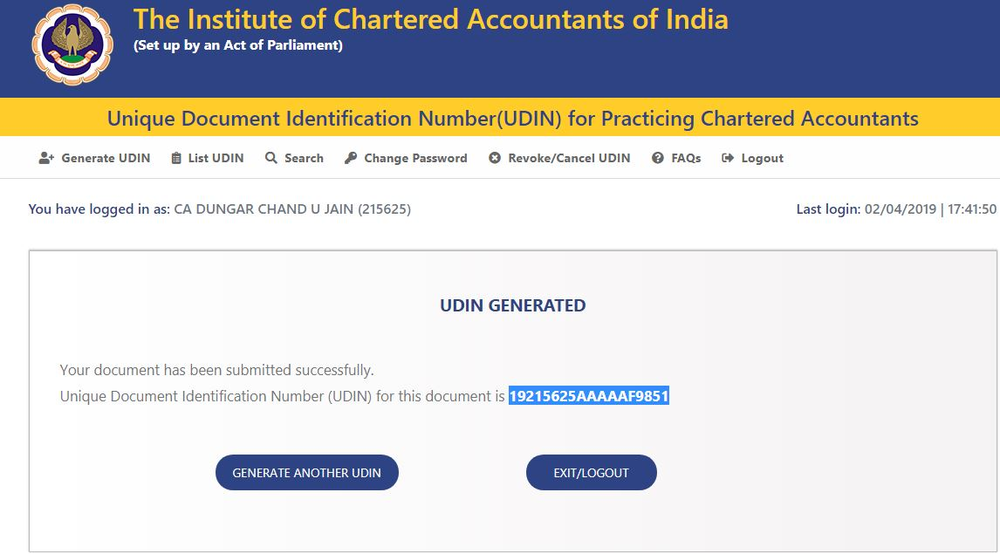 The Institute of Chartered Accountants of India
(Set up by an Act of Parliament)
Unique Document Identification Number(UDIN) for Practicing Chartered Accountants
Generate UDIN List UDIN Search Change Password Revoke/Cancel UDIN FAQs Logout
You have logged in as: CA DUNGAR CHAND U JAIN (215625) Last login: 02/04/2019 | 17:41:50
UDIN GENERATED
Your document has been submitted successfully.
Unique Document Identification Number (UDIN) for this document is 19215625AAAAAF9851
GENERATE ANOTHER UDIN EXIT/LOGOUT